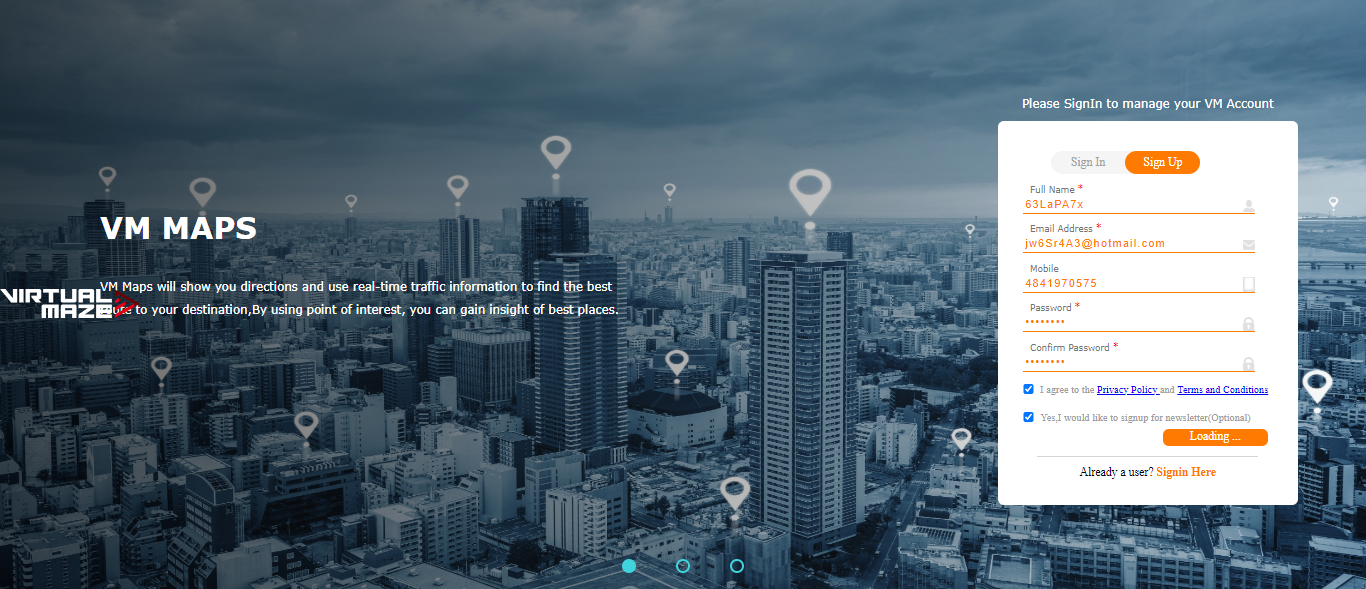 Please SignIn to manage your VM Account
Sign In
Sign Up
Full Name *
63LaPA7x
Email Address *
jw6Sr4A3@hotmail.com
Mobile
4841970575
Password *
••••••••
Confirm Password *
••••••••
I agree to the Privacy Policy and Terms and Conditions
Yes,I would like to signup for newsletter(Optional)
Loading ...
Already a user? Signin Here
VM MAPS
VM Maps will show you directions and use real-time traffic information to find the best
route to your destination,By using point of interest, you can gain insight of best places.
VIRTUAL
MAZE